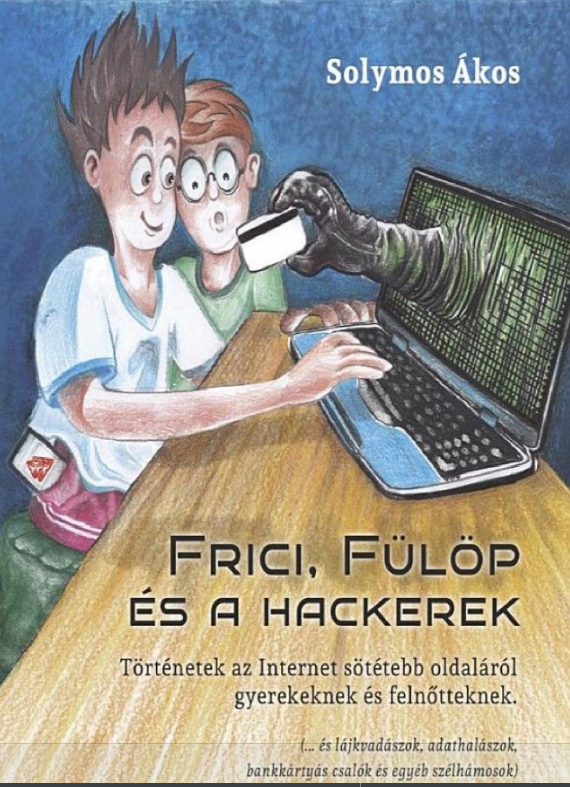 Solymos Ákos
FRICI, FÜLÖP
ÉS A HACKEREK
Történetek az Internet sötétebb oldaláról
gyerekeknek és felnőtteknek.
(... és lájkvadászok, adathalászok,
bankkártyás csalók és egyéb szélhámosok)